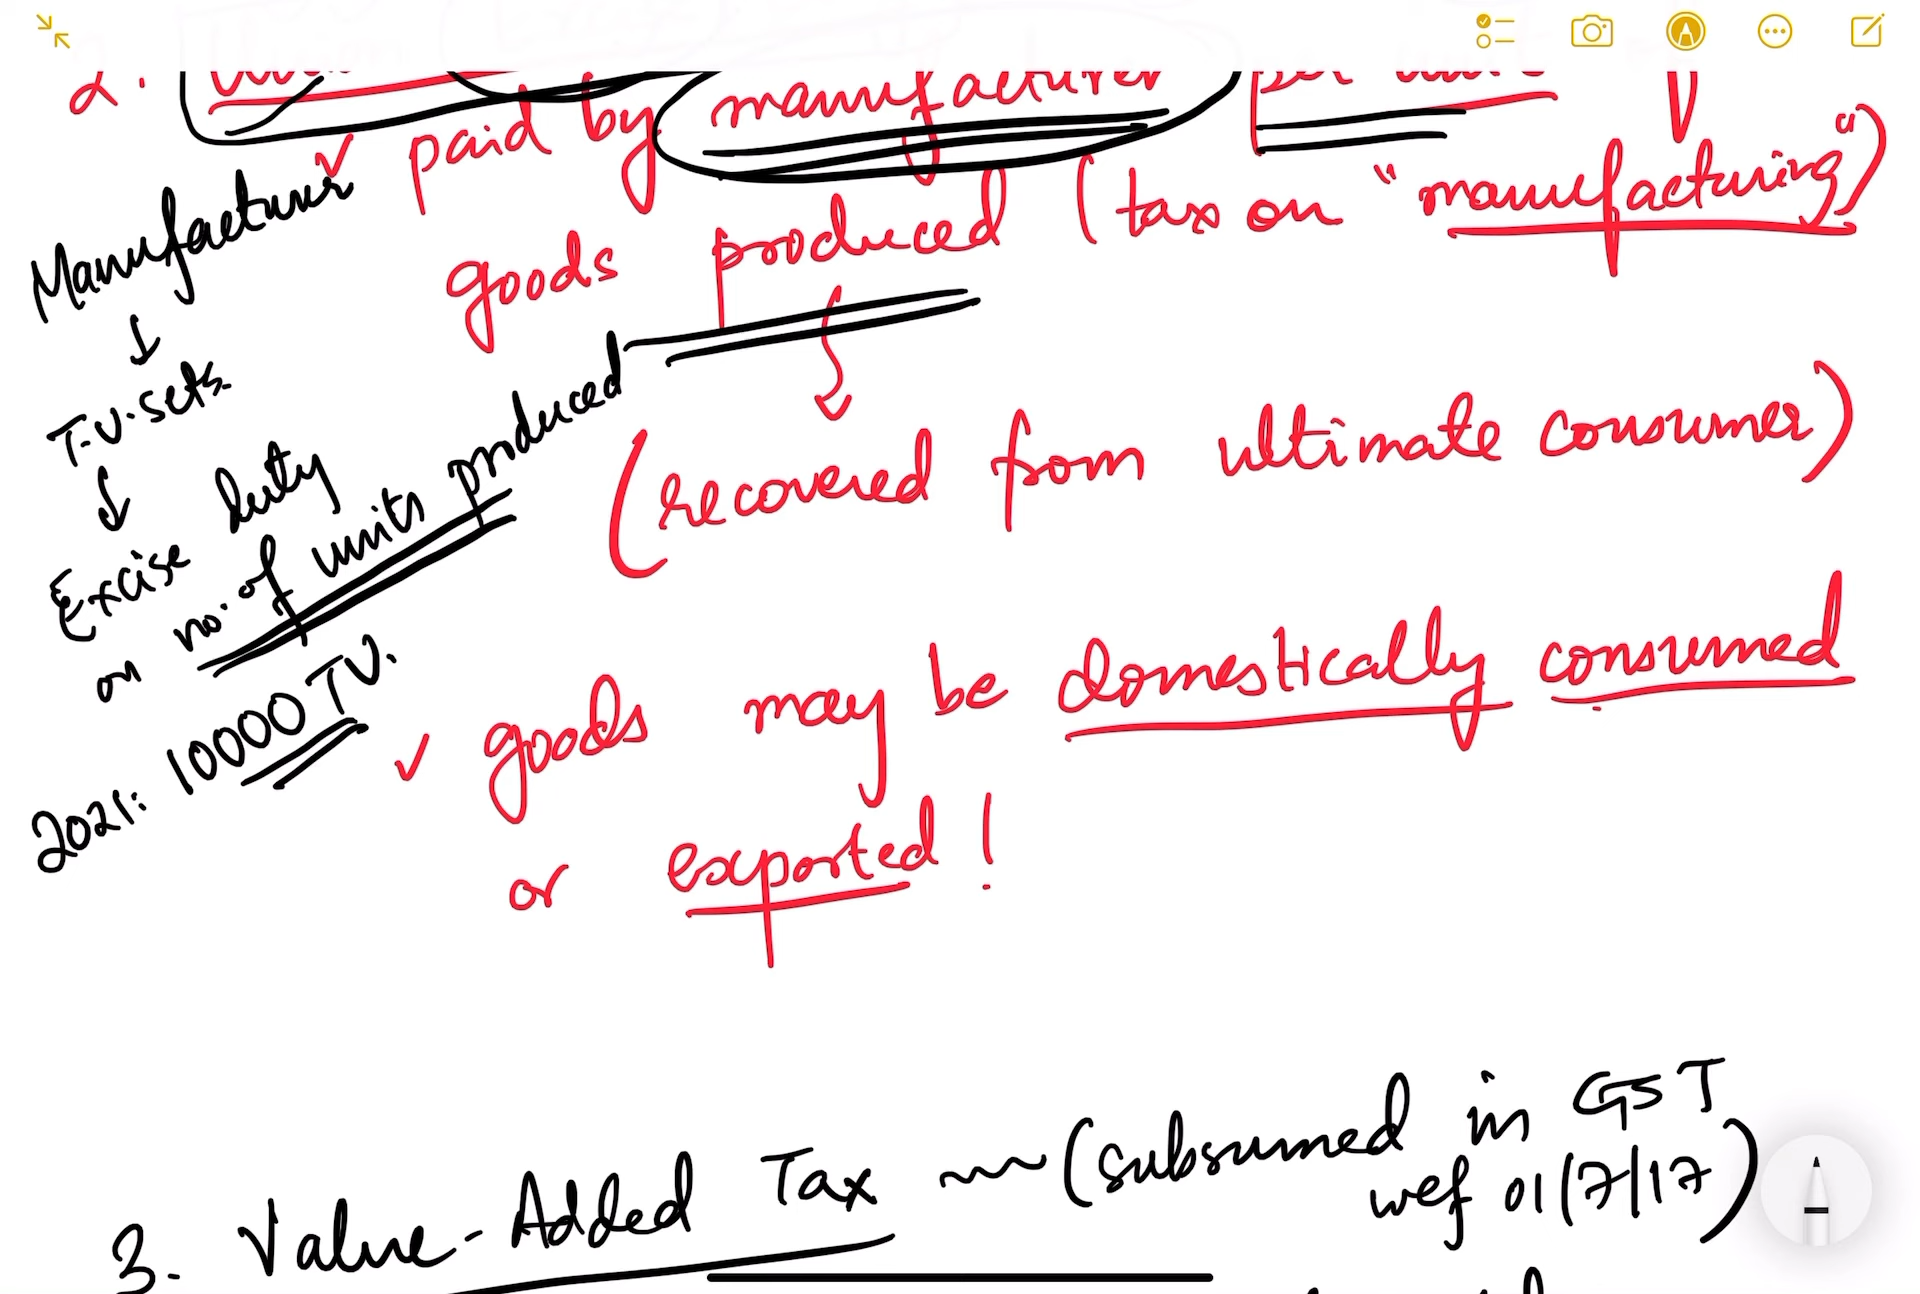 2.
✓ paid by manufacturer per
goods produced (tax on "manufacturing")
(recovered from ultimate consumer)
✓ goods may be domestically consumed
or exported!
Manufacturer
↓
T.V. sets.
↓
Excise duty
on no. of units produced
2021: 10000 TV.
3. Value-Added Tax ~ (subsumed in GST
wef 01/7/17)